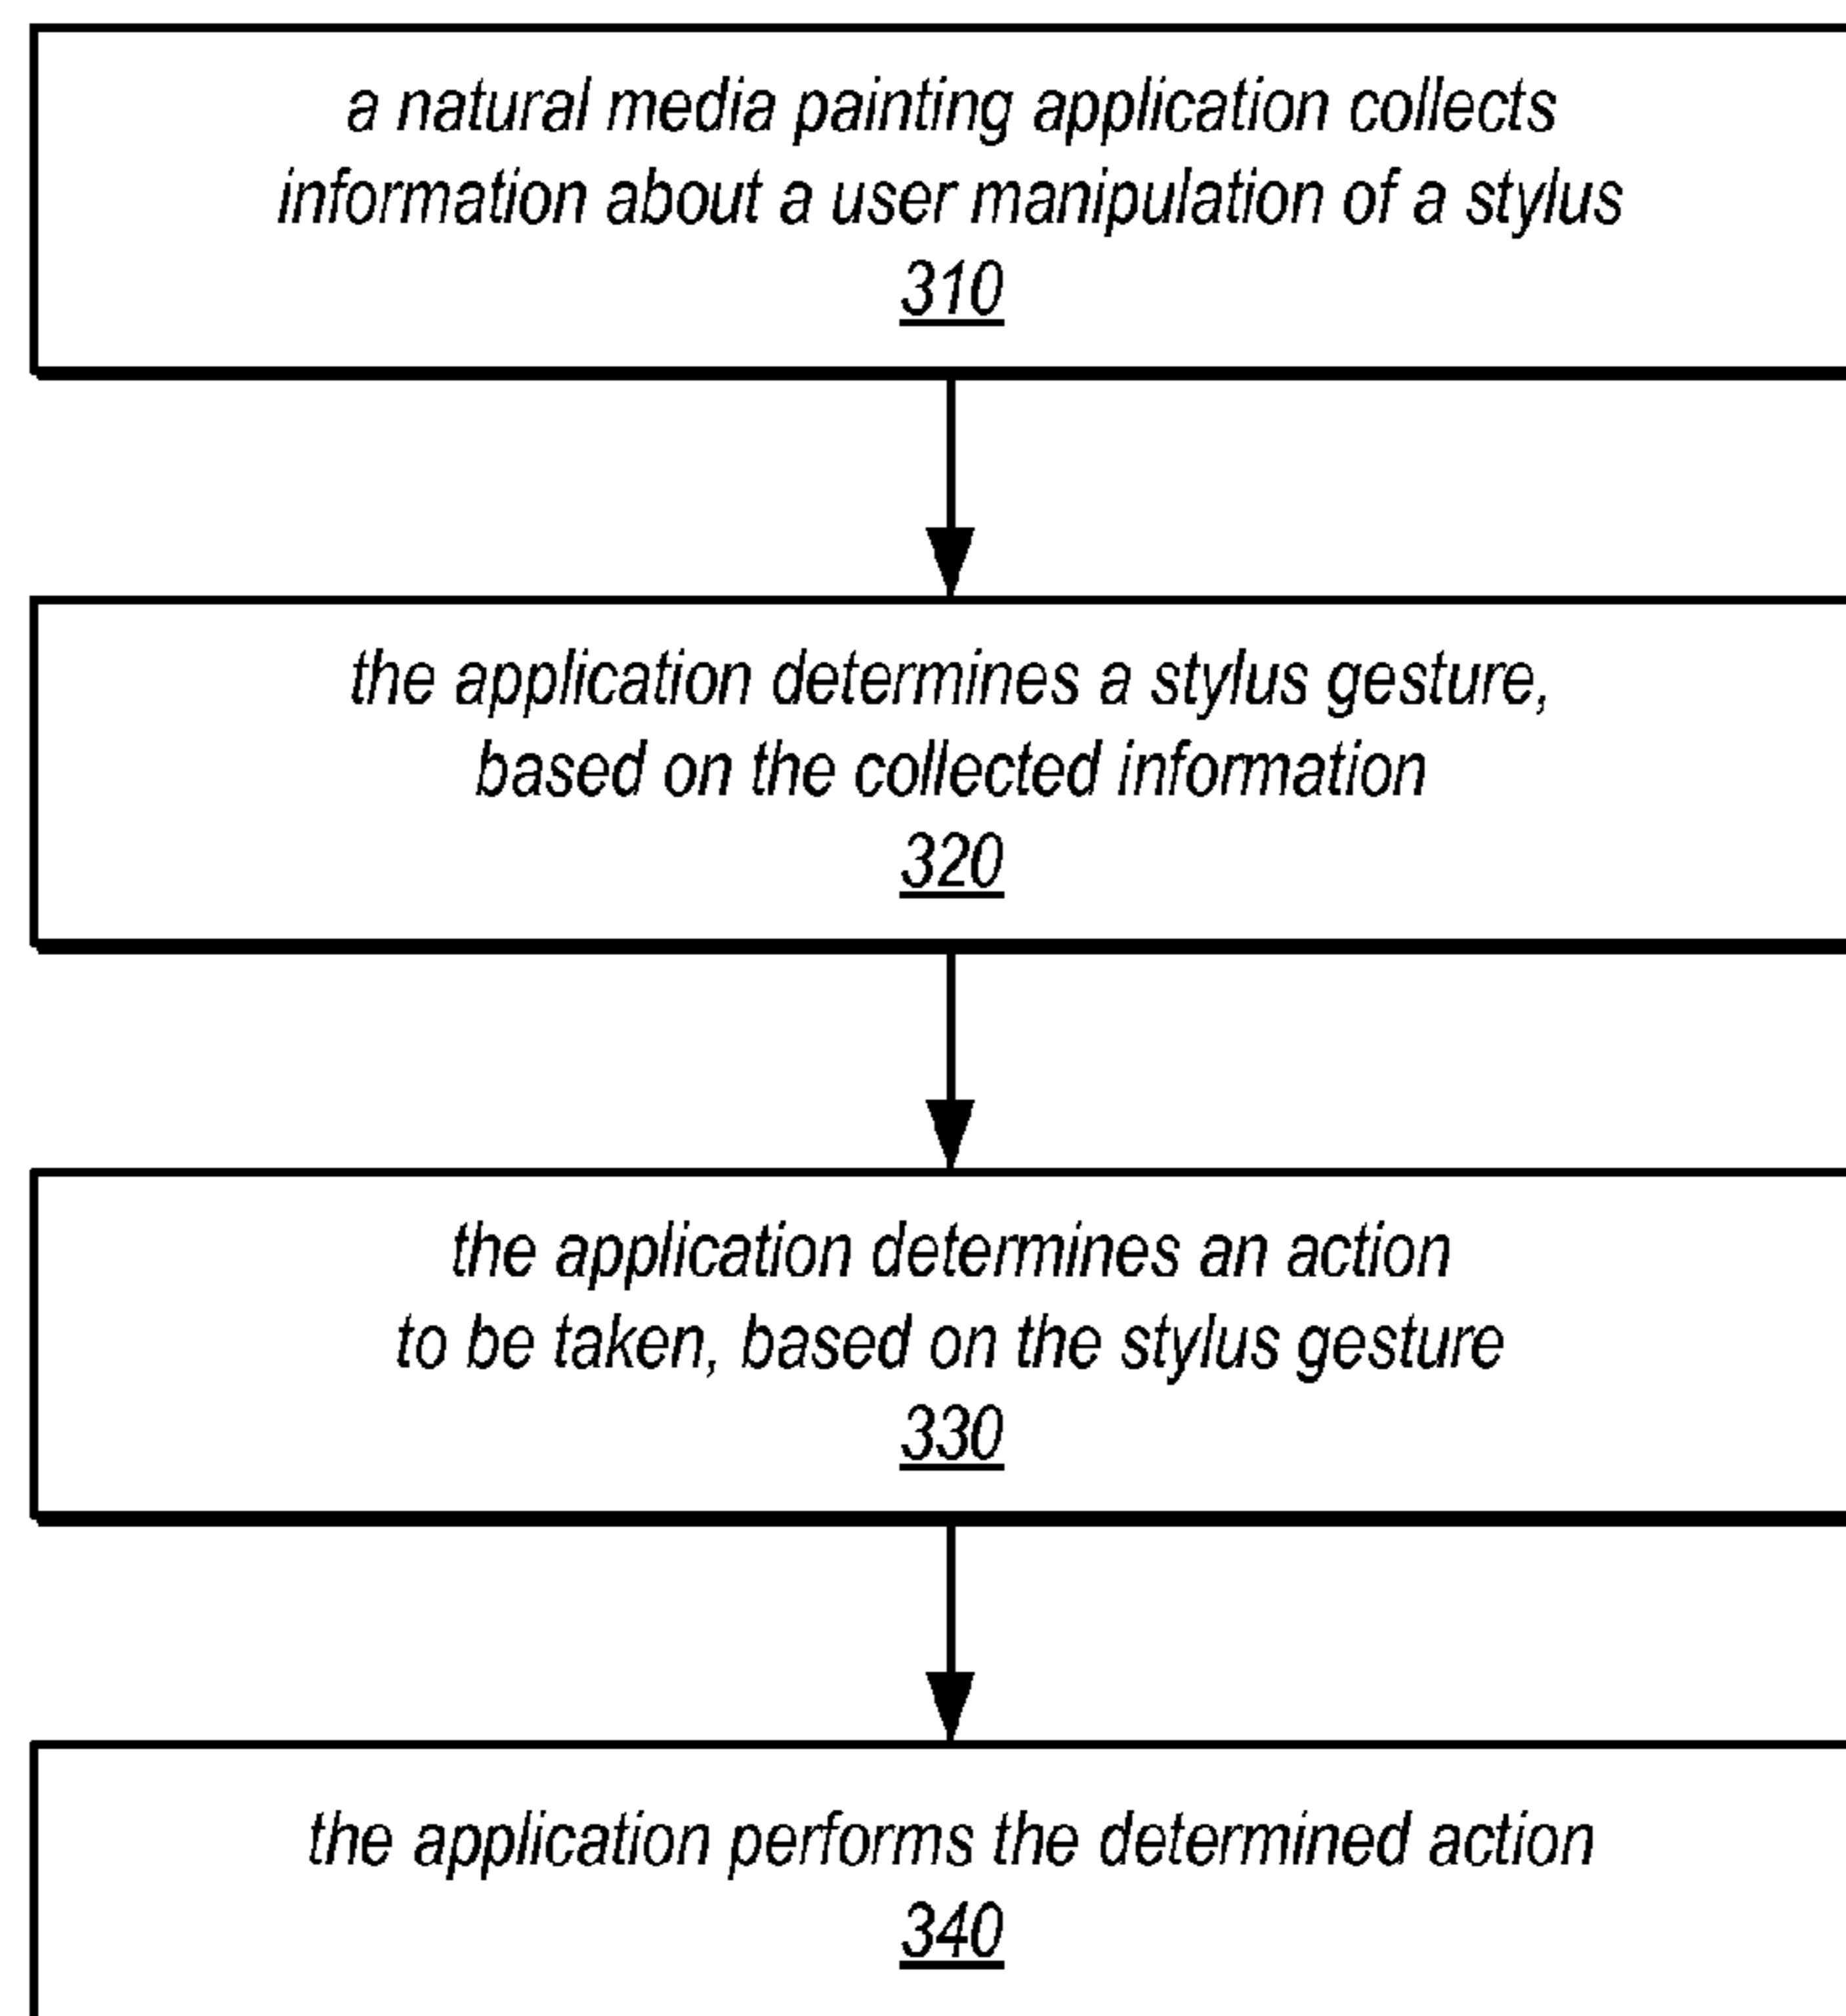 a natural media painting application collects
information about a user manipulation of a stylus
310
the application determines a stylus gesture,
based on the collected information
320
the application determines an action
to be taken, based on the stylus gesture
330
the application performs the determined action
340